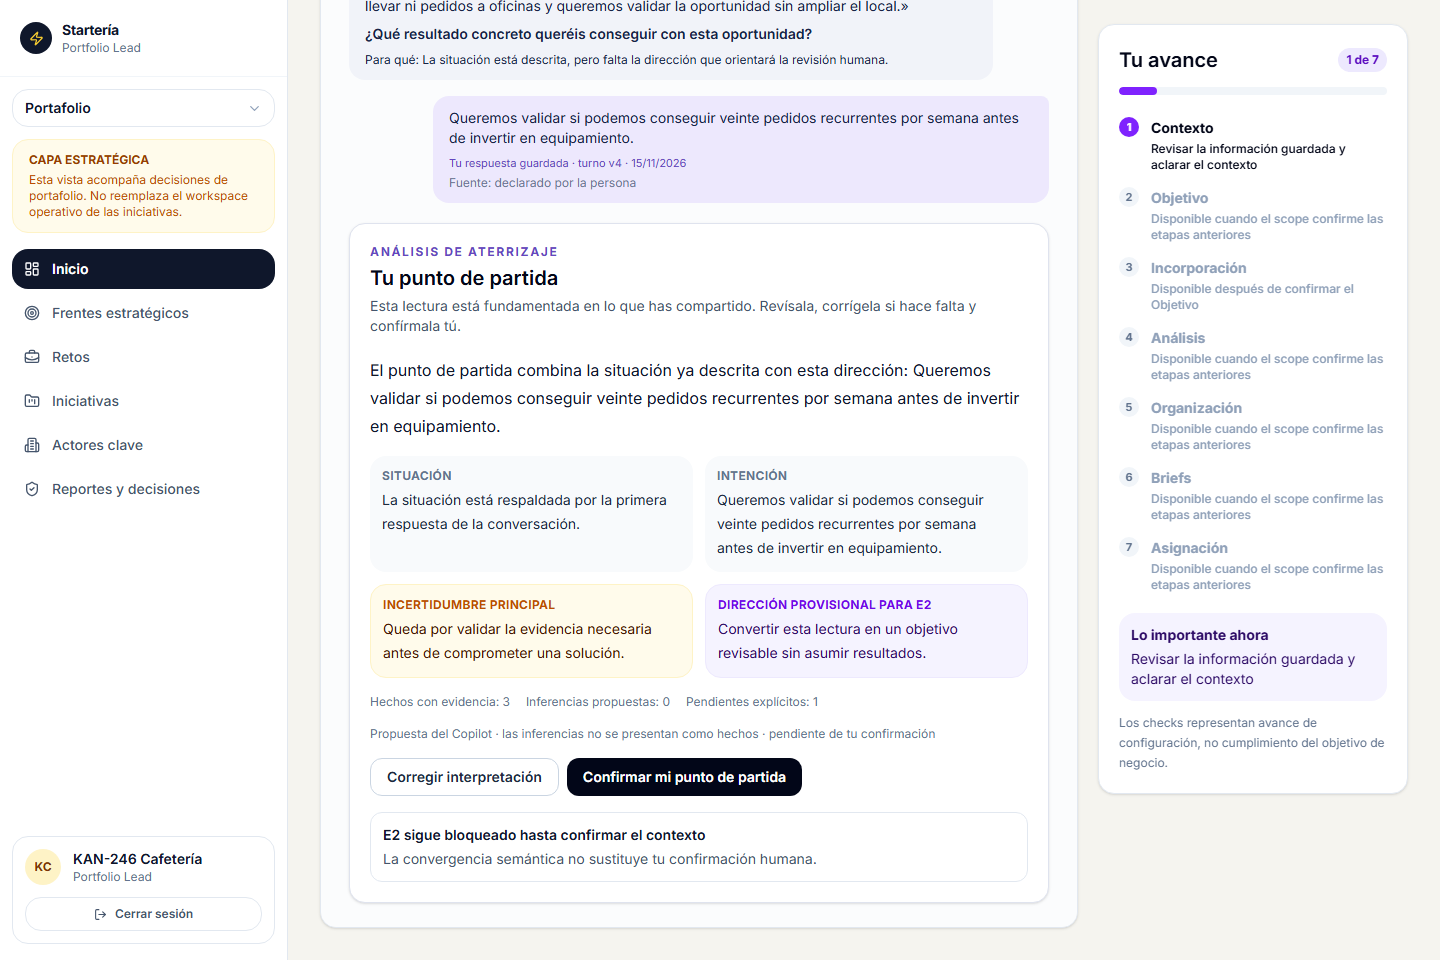 Startería
Portfolio Lead
Portafolio
CAPA ESTRATÉGICA
Esta vista acompaña decisiones de
portafolio. No reemplaza el workspace
operativo de las iniciativas.
Inicio
Frentes estratégicos
Retos
Iniciativas
Actores clave
Reportes y decisiones
KC
KAN-246 Cafetería
Portfolio Lead
Cerrar sesión
llevar ni pedidos a oficinas y queremos validar la oportunidad sin ampliar el local.»
¿Qué resultado concreto queréis conseguir con esta oportunidad?
Para qué: La situación está descrita, pero falta la dirección que orientará la revisión humana.
Queremos validar si podemos conseguir veinte pedidos recurrentes por semana antes
de invertir en equipamiento.
Tu respuesta guardada · turno v4 · 15/11/2026
Fuente: declarado por la persona
ANÁLISIS DE ATERRIZAJE
Tu punto de partida
Esta lectura está fundamentada en lo que has compartido. Revísala, corrígela si hace falta y
confírmala tú.
El punto de partida combina la situación ya descrita con esta dirección: Queremos
validar si podemos conseguir veinte pedidos recurrentes por semana antes de invertir
en equipamiento.
SITUACIÓN
La situación está respaldada por la primera
respuesta de la conversación.
INTENCIÓN
Queremos validar si podemos conseguir
veinte pedidos recurrentes por semana
antes de invertir en equipamiento.
INCERTIDUMBRE PRINCIPAL
Queda por validar la evidencia necesaria
antes de comprometer una solución.
DIRECCIÓN PROVISIONAL PARA E2
Convertir esta lectura en un objetivo
revisable sin asumir resultados.
Hechos con evidencia: 3 Inferencias propuestas: 0 Pendientes explícitos: 1
Propuesta del Copilot · las inferencias no se presentan como hechos · pendiente de tu confirmación
Corregir interpretación
Confirmar mi punto de partida
E2 sigue bloqueado hasta confirmar el contexto
La convergencia semántica no sustituye tu confirmación humana.
Tu avance
1 de 7
1
Contexto
Revisar la información guardada y
aclarar el contexto
2
Objetivo
Disponible cuando el scope confirme las
etapas anteriores
3
Incorporación
Disponible después de confirmar el
Objetivo
4
Análisis
Disponible cuando el scope confirme las
etapas anteriores
5
Organización
Disponible cuando el scope confirme las
etapas anteriores
6
Briefs
Disponible cuando el scope confirme las
etapas anteriores
7
Asignación
Disponible cuando el scope confirme las
etapas anteriores
Lo importante ahora
Revisar la información guardada y
aclarar el contexto
Los checks representan avance de
configuración, no cumplimiento del objetivo de
negocio.